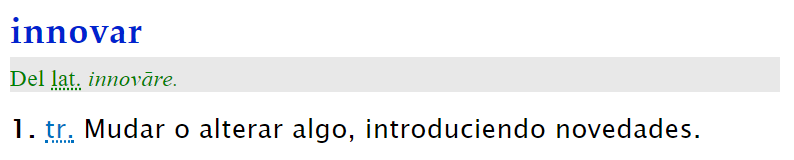 innovar
Del lat. innovāre.
1. tr. Mudar o alterar algo, introduciendo novedades.